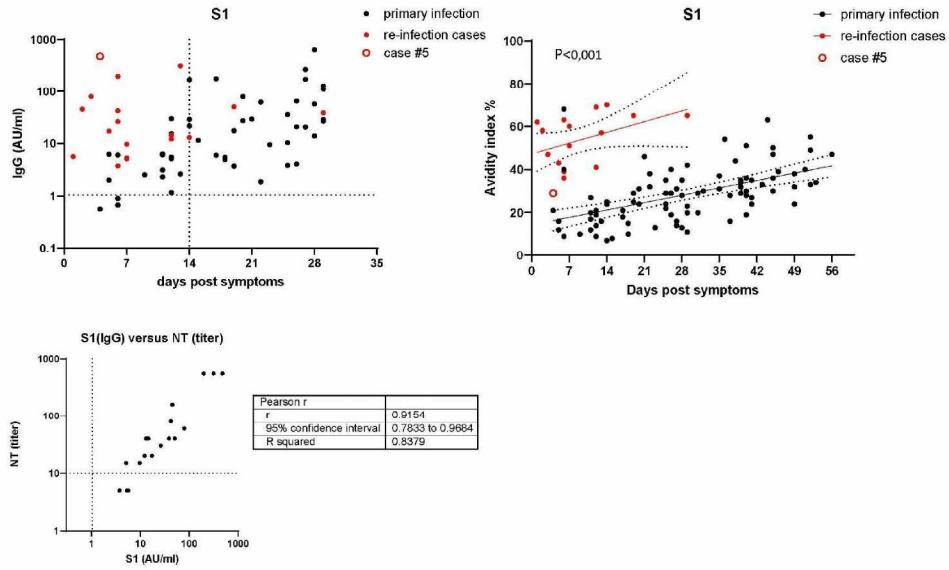 S1
primary infection
re-infection cases
case #5
IgG (AU/ml)
1000
100
10
1
0.1
0
7
14
21
28
35
days post symptoms
S1
primary infection
re-infection cases
case #5
P<0,001
Avidity index %
100
80
60
40
20
0
0
7
14
21
28
35
42
49
56
Days post symptoms
S1(IgG) versus NT (titer)
NT (titer)
1000
100
10
1
1
10
100
1000
S1 (AU/ml)
Pearson r
r 0.9154
95% confidence interval 0.7833 to 0.9684
R squared 0.8379